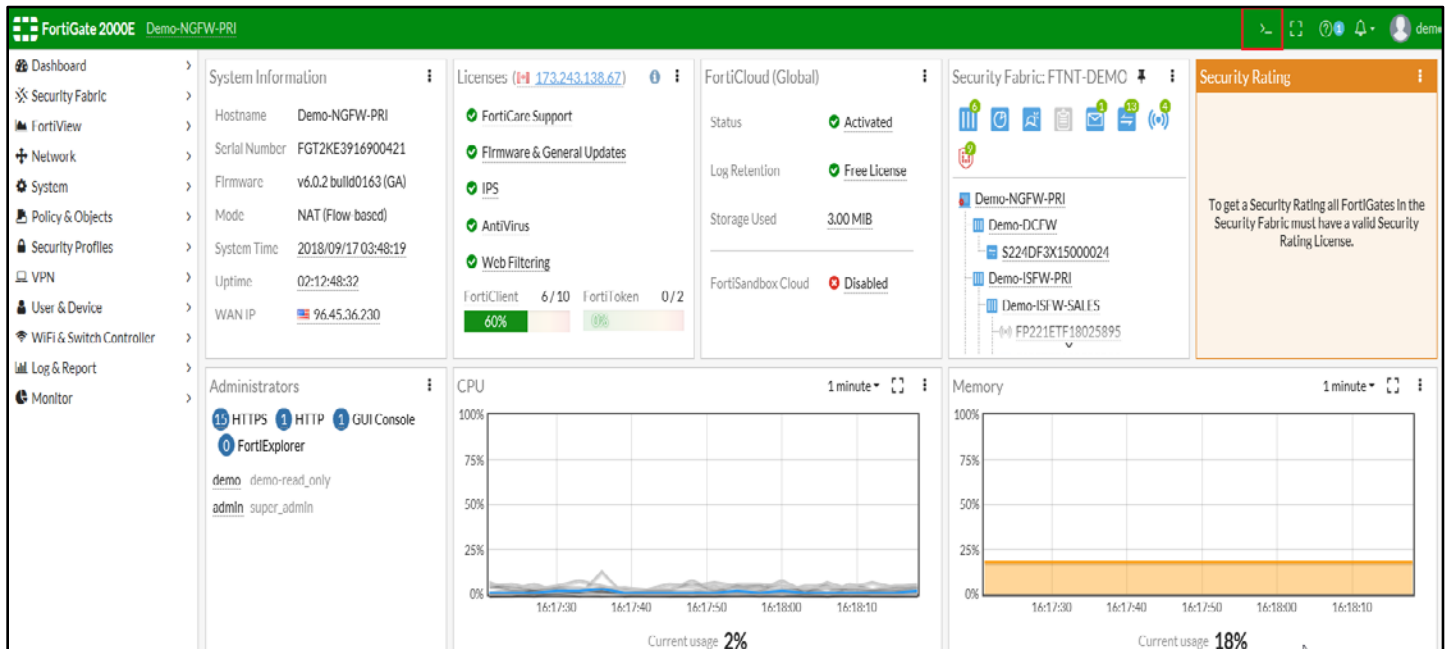 FortiGate 2000E Demo-NGFW-PRI
>_ 1 dem
Dashboard
Security Fabric
FortiView
Network
System
Policy & Objects
Security Profiles
VPN
User & Device
WiFi & Switch Controller
Log & Report
Monitor
System Information
Hostname Demo-NGFW-PRI
Serial Number FGT2KE3916900421
Firmware v6.0.2 build0163 (GA)
Mode NAT (Flow-based)
System Time 2018/09/17 03:48:19
Uptime 02:12:48:32
WAN IP 96.45.36.230
Licenses (173.243.138.67)
FortiCare Support
Firmware & General Updates
IPS
AntiVirus
Web Filtering
FortiClient 6/10 FortiToken 0/2
60% 0%
FortiCloud (Global)
Status Activated
Log Retention Free License
Storage Used 3.00 MiB
FortiSandbox Cloud Disabled
Security Fabric: FTNT-DEMO
6 1 13 4
9
Demo-NGFW-PRI
Demo-DCFW
S224DF3X15000024
Demo-ISFW-PRI
Demo-ISFW-SALES
FP221ETF18025895
Security Rating
To get a Security Rating all FortiGates in the
Security Fabric must have a valid Security
Rating License.
Administrators
15 HTTPS 1 HTTP 1 GUI Console
0 FortiExplorer
demo demo-read_only
admin super_admin
CPU 1 minute
100%
75%
50%
25%
0%
16:17:30 16:17:40 16:17:50 16:18:00 16:18:10
Current usage 2%
Memory 1 minute
100%
75%
50%
25%
0%
16:17:30 16:17:40 16:17:50 16:18:00 16:18:10
Current usage 18%